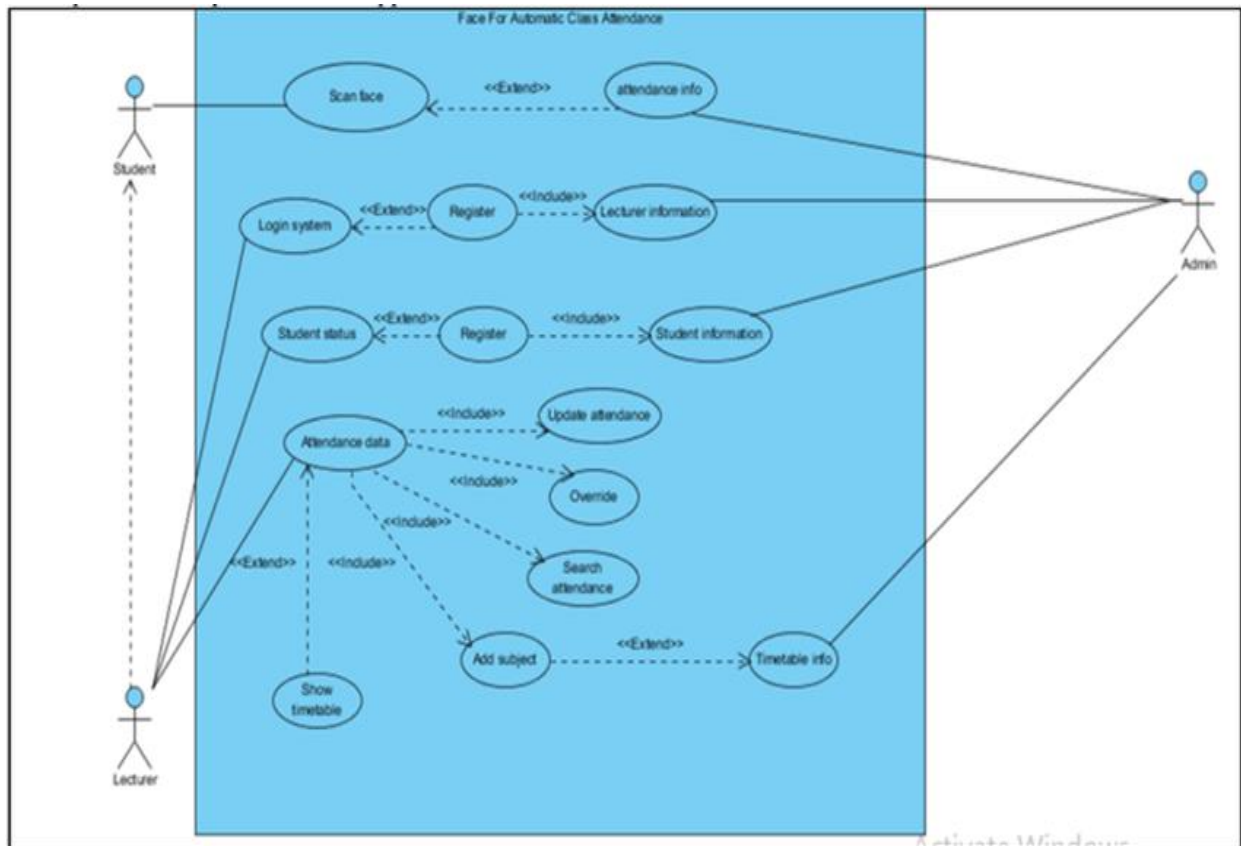 Face For Automatic Class Attendance
Scan face
<<Extend>>
attendance info
Student
Login system
<<Extend>>
Register
<<Include>>
Lecturer information
Admin
Student status
<<Extend>>
Register
<<Include>>
Student information
Attendance data
<<Include>>
Update attendance
<<Include>>
Override
<<Include>>
Search
attendance
<<Extend>>
<<Include>>
Add subject
<<Extend>>
Timetable info
Show
timetable
Lecturer
Activate Windows